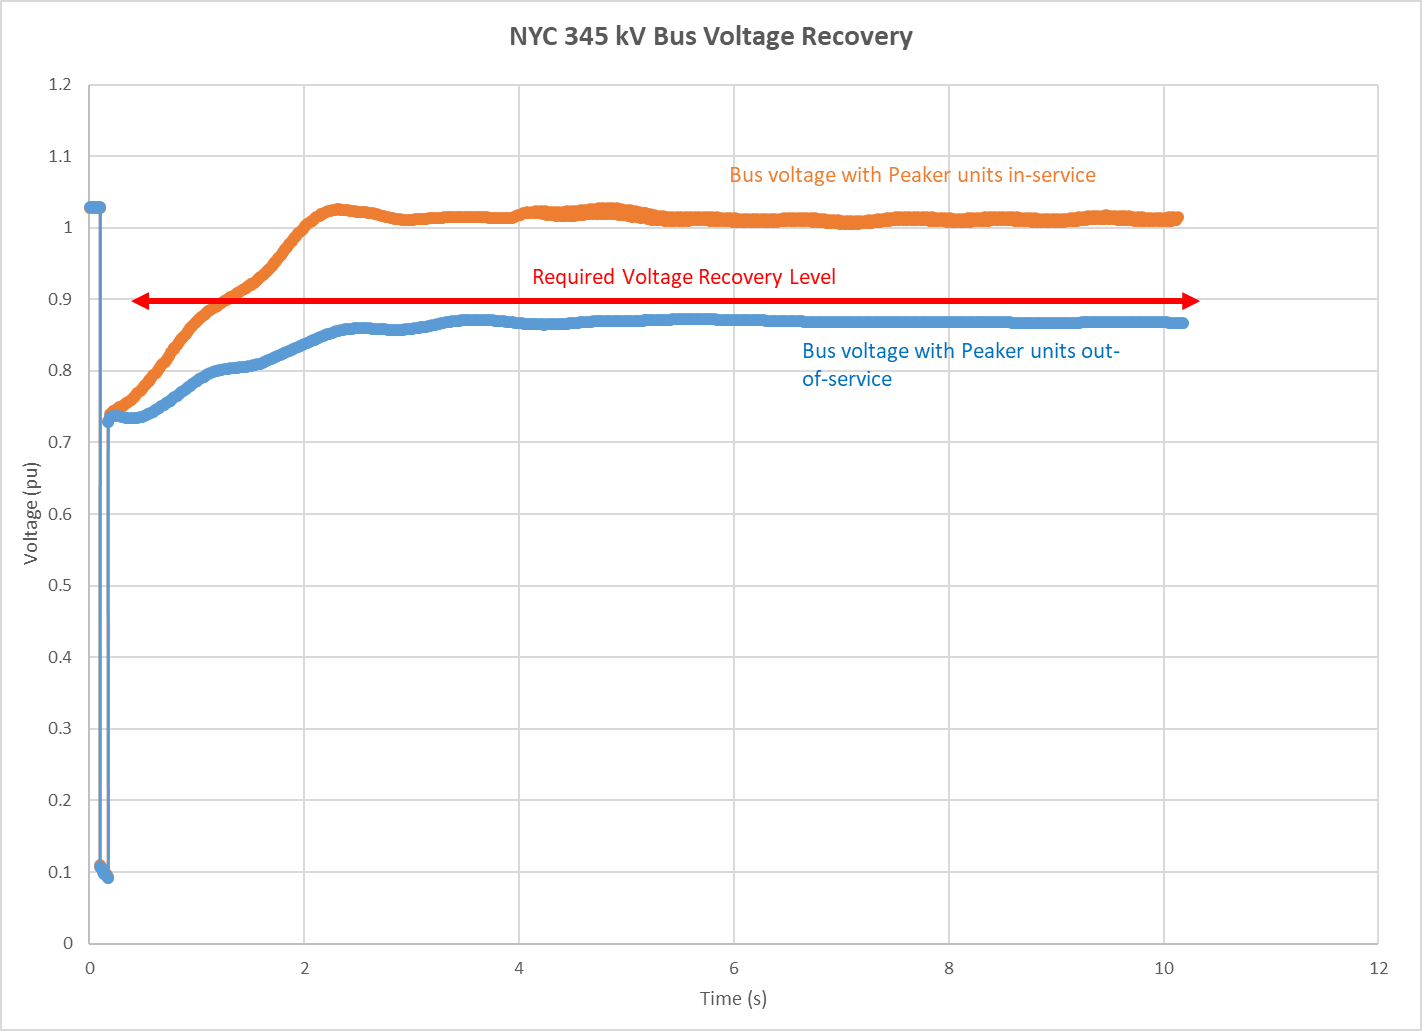 NYC 345 kV Bus Voltage Recovery
1.2
1.1
1
0.9
0.8
0.7
0.6
0.5
0.4
0.3
0.2
0.1
0
Voltage (pu)
Bus voltage with Peaker units in-service
Required Voltage Recovery Level
Bus voltage with Peaker units out-
of-service
0
2
4
6
8
10
12
Time (s)